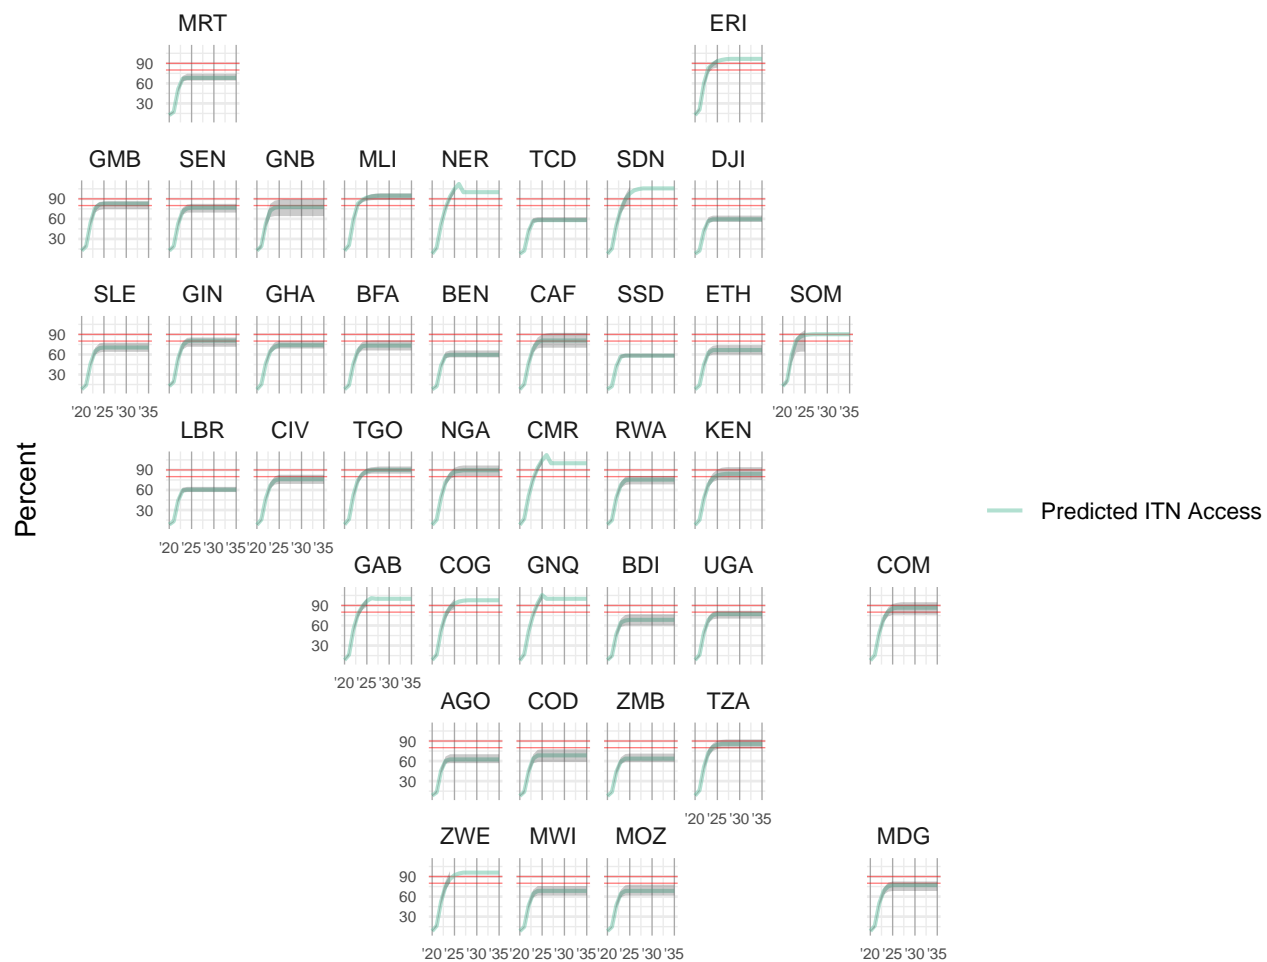 MRT ERI
90
60
30
GMB SEN GNB MLI NER TCD SDN DJI
90
60
30
SLE GIN GHA BFA BEN CAF SSD ETH SOM
90
60
30
'20 '25 '30 '35 '20 '25 '30 '35
LBR CIV TGO NGA CMR RWA KEN
90
60
30
'20 '25 '30 '35 '20 '25 '30 '35
GAB COG GNQ BDI UGA COM
90
60
30
'20 '25 '30 '35
AGO COD ZMB TZA
90
60
30
'20 '25 '30 '35
ZWE MWI MOZ MDG
90
60
30
'20 '25 '30 '35 '20 '25 '30 '35 '20 '25 '30 '35 '20 '25 '30 '35
Percent
Predicted ITN Access